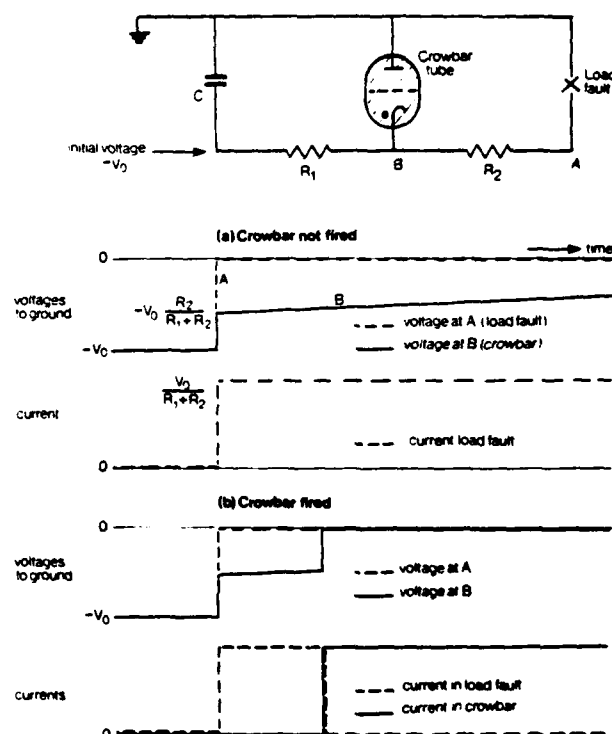 Crowbar
tube
Load
fault
C
initial voltage
-V₀
R₁
B
R₂
A
(a) Crowbar not fired
time
0
A
voltages
to ground
-V₀ R₂/R₁+R₂
B
voltage at A (load fault)
voltage at B (crowbar)
-V₀
V₀/R₁+R₂
current
current load fault
0
(b) Crowbar fired
0
voltages
to ground
voltage at A
voltage at B
-V₀
currents
current in load fault
current in crowbar
0